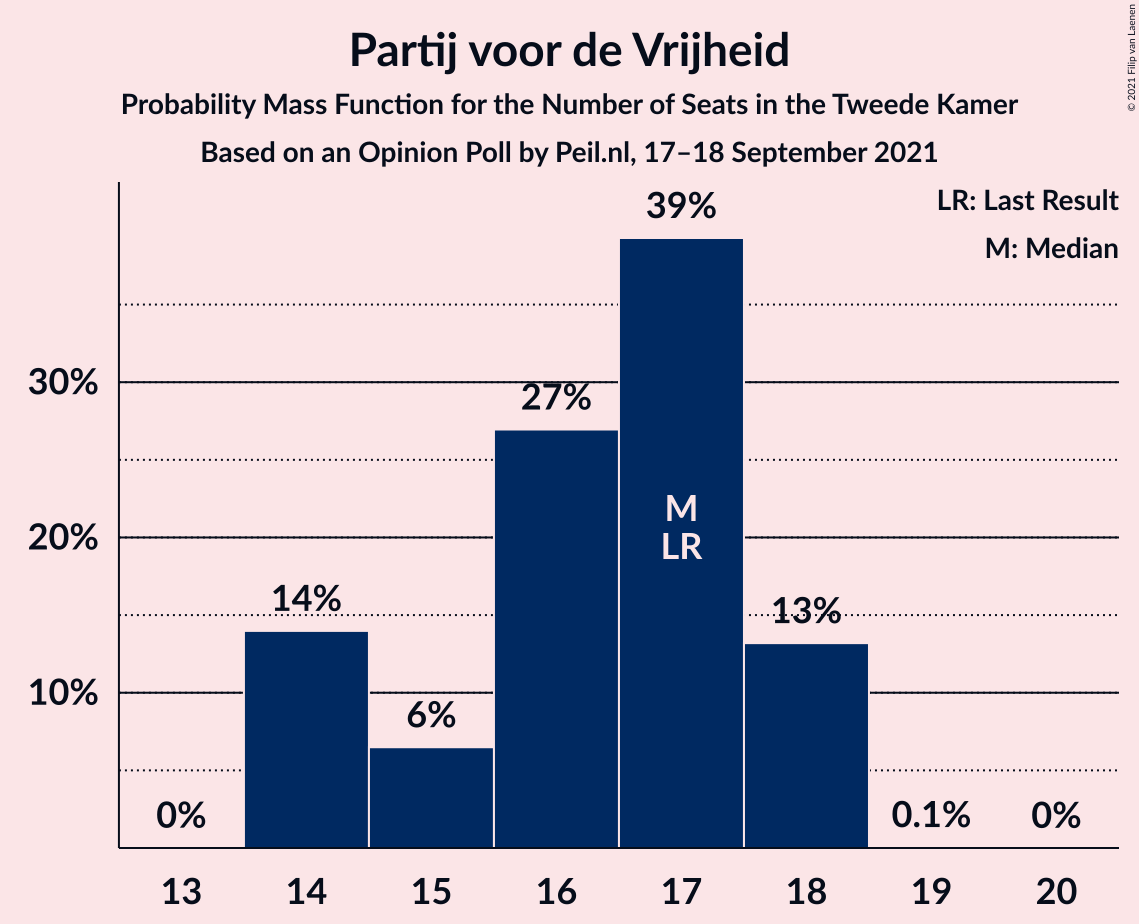 Partij voor de Vrijheid
Probability Mass Function for the Number of Seats in the Tweede Kamer
Based on an Opinion Poll by Peil.nl, 17–18 September 2021
© 2021 Filip van Laenen
LR: Last Result
M: Median
39%
30%
27%
20%
M
LR
14%
13%
10%
6%
0%
0.1%
0%
13 14 15 16 17 18 19 20